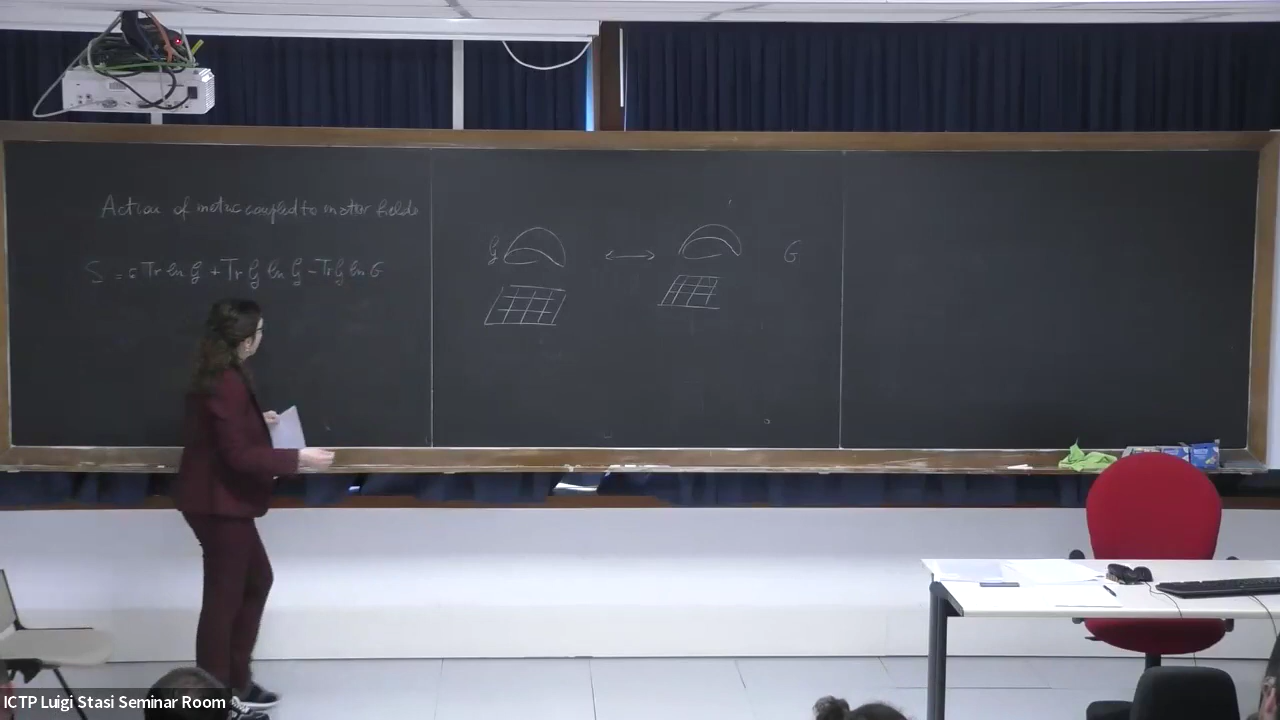 Action of metric coupled to matter fields
S = Tr ln g + Tr G ln G - Tr G ln G
G
G
ICTP Luigi Stasi Seminar Room